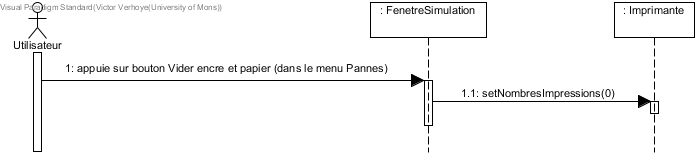 Visual Paradigm Standard(Victor Verhoye(University of Mons))
: FenetreSimulation
: Imprimante
Utilisateur
1: appuie sur bouton Vider encre et papier (dans le menu Pannes)
1.1: setNombresImpressions(0)